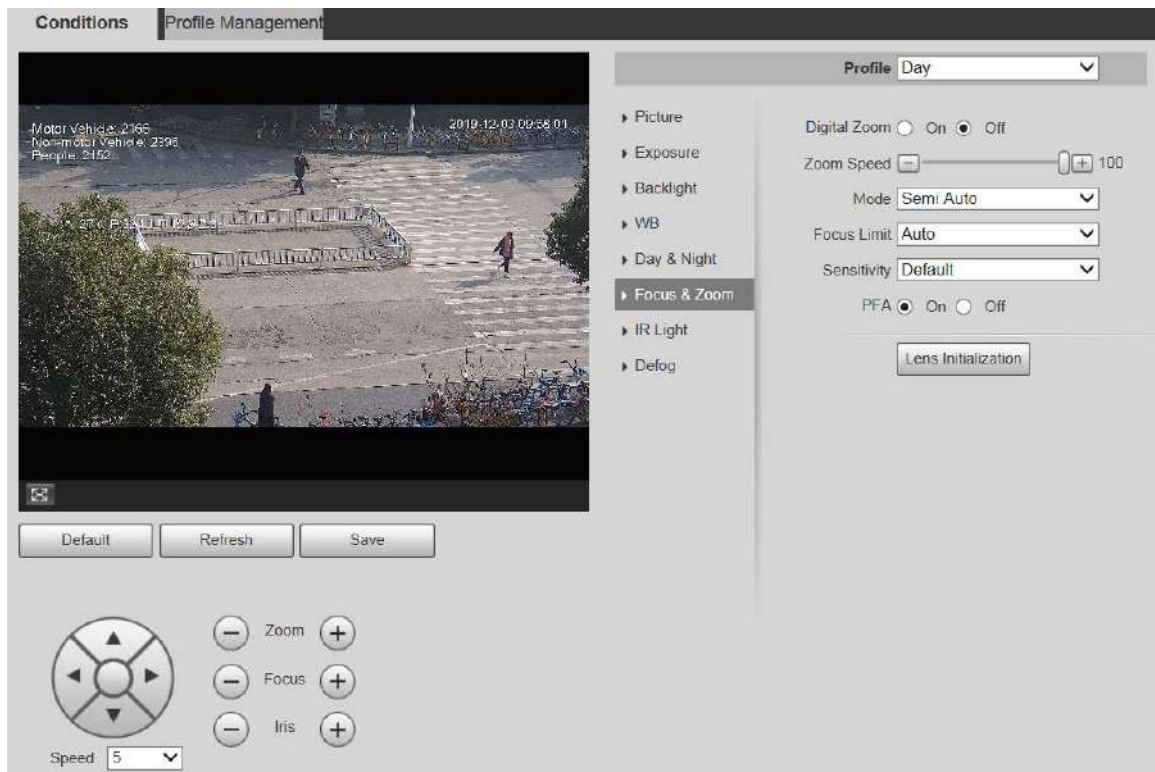 Conditions
Profile Management
Motor Vehicle: 2166
Non-motor Vehicle: 2396
People: 2152
2019-12-03 09:58:01
Default
Refresh
Save
Zoom
Focus
Iris
Speed 5
Profile Day
Picture
Exposure
Backlight
WB
Day & Night
Focus & Zoom
IR Light
Defog
Digital Zoom On Off
Zoom Speed 100
Mode Semi Auto
Focus Limit Auto
Sensitivity Default
PFA On Off
Lens Initialization